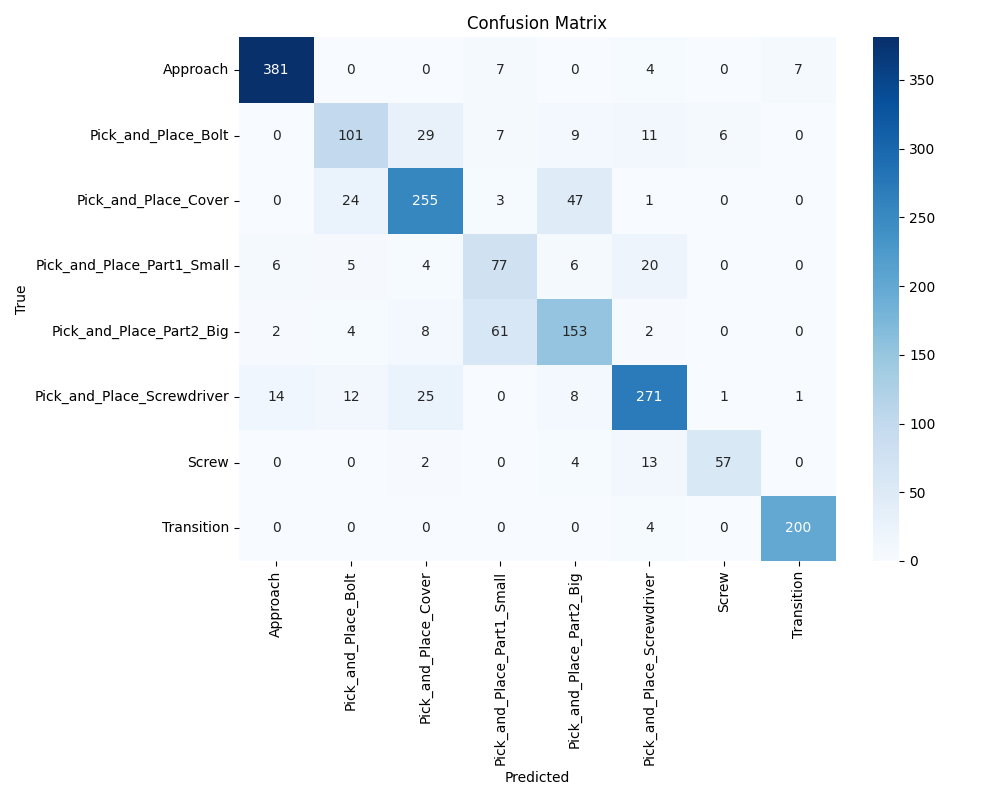 Confusion Matrix
Approach 381 0 0 7 0 4 0 7
Pick_and_Place_Bolt 0 101 29 7 9 11 6 0
Pick_and_Place_Cover 0 24 255 3 47 1 0 0
Pick_and_Place_Part1_Small 6 5 4 77 6 20 0 0
Pick_and_Place_Part2_Big 2 4 8 61 153 2 0 0
Pick_and_Place_Screwdriver 14 12 25 0 8 271 1 1
Screw 0 0 2 0 4 13 57 0
Transition 0 0 0 0 0 4 0 200
True
Approach
Pick_and_Place_Bolt
Pick_and_Place_Cover
Pick_and_Place_Part1_Small
Pick_and_Place_Part2_Big
Pick_and_Place_Screwdriver
Screw
Transition
Predicted
350
300
250
200
150
100
50
0